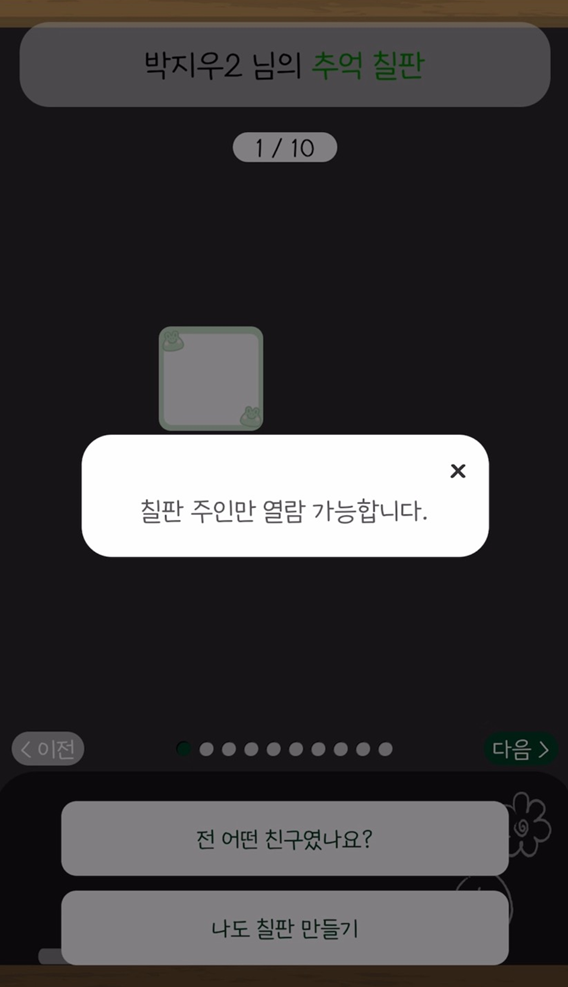 박지우2 님의 추억 칠판
1 / 10
칠판 주인만 열람 가능합니다.
< 이전
다음 >
전 어떤 친구였나요?
나도 칠판 만들기